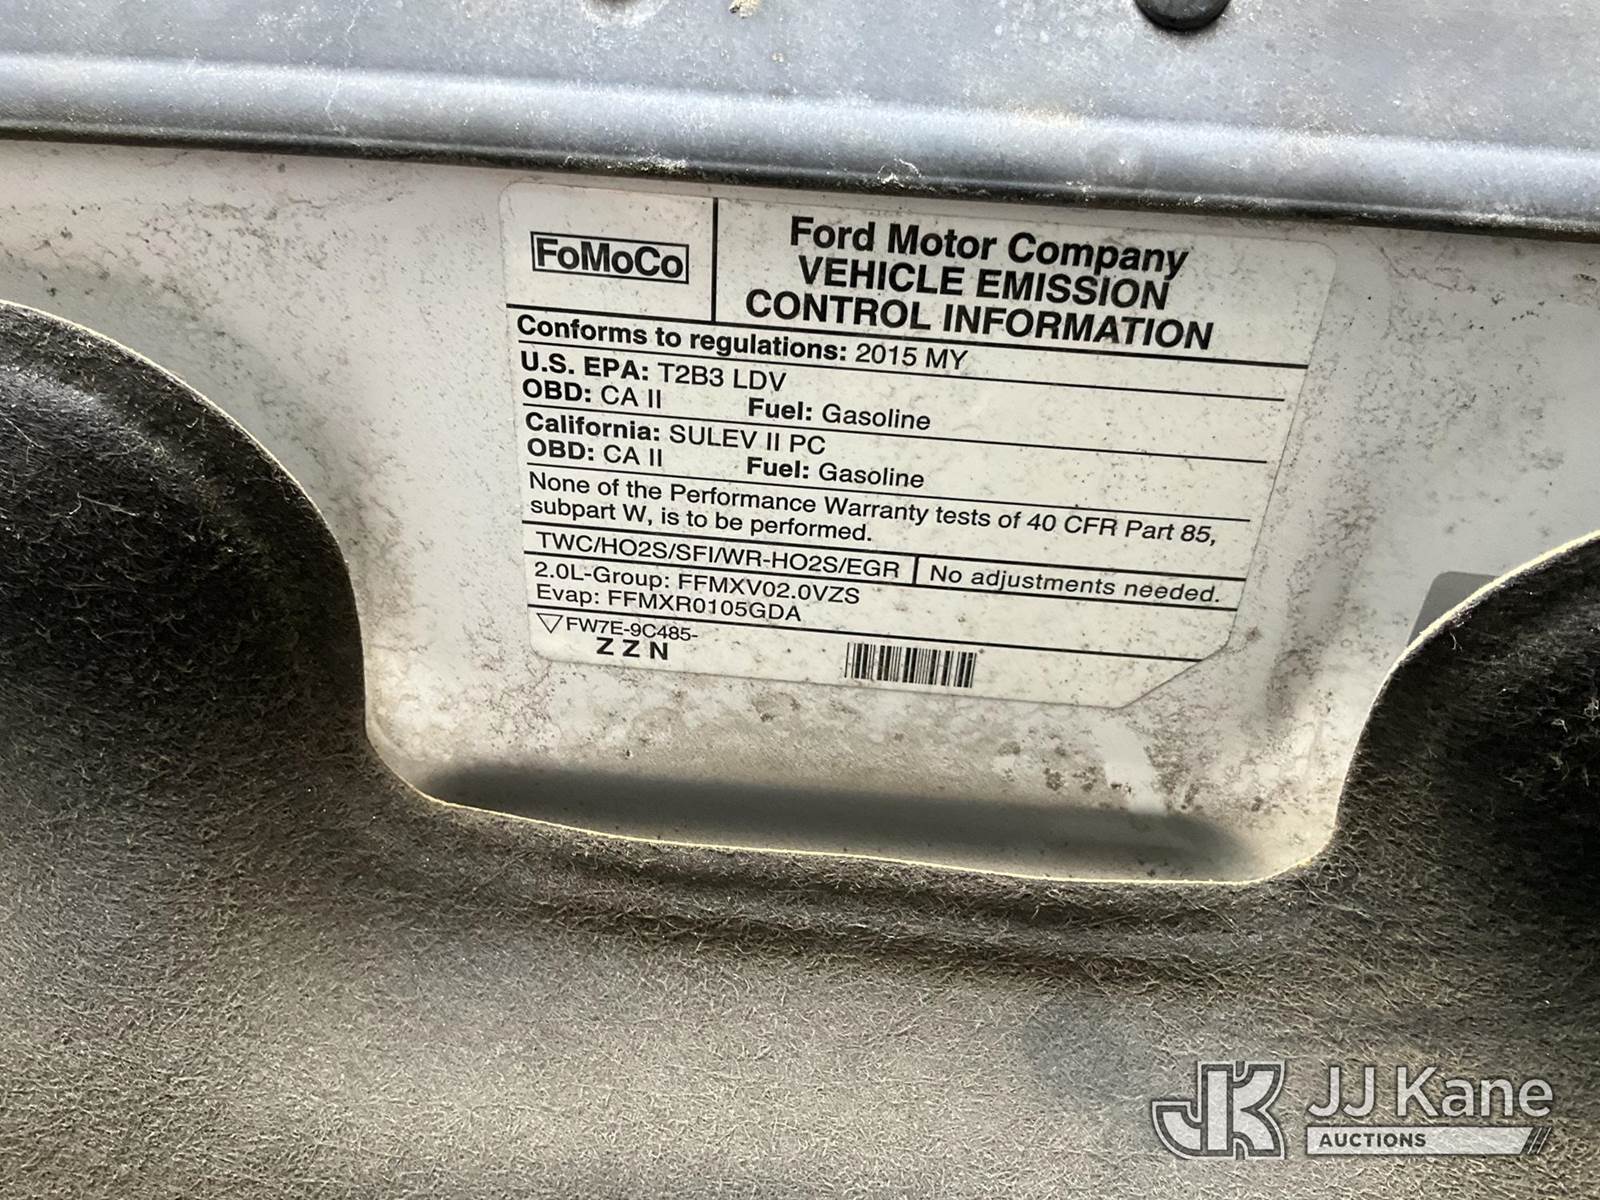 FoMoCo
Ford Motor Company
VEHICLE EMISSION
CONTROL INFORMATION
Conforms to regulations: 2015 MY
U.S. EPA: T2B3 LDV
OBD: CA II Fuel: Gasoline
California: SULEV II PC
OBD: CA II Fuel: Gasoline
None of the Performance Warranty tests of 40 CFR Part 85,
subpart W, is to be performed.
TWC/HO2S/SFI/WR-HO2S/EGR No adjustments needed.
2.0L-Group: FFMXV02.0VZS
Evap: FFMXR0105GDA
FW7E-9C485-
Z Z N
JK JJ Kane
AUCTIONS